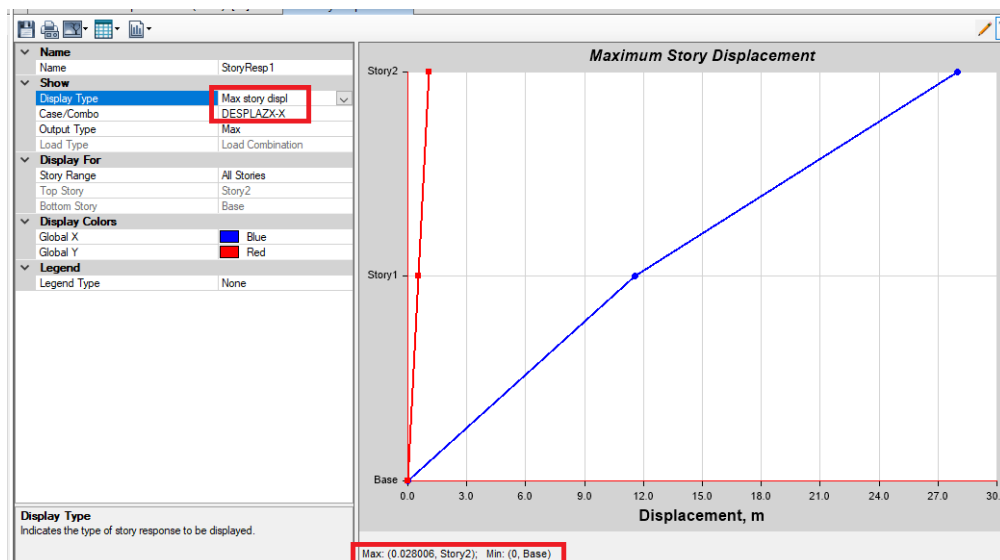 Name
Name StoryResp1
Show
Display Type Max story displ
Case/Combo DESPLAZX-X
Output Type Max
Load Type Load Combination
Display For
Story Range All Stories
Top Story Story2
Bottom Story Base
Display Colors
Global X Blue
Global Y Red
Legend
Legend Type None
Display Type
Indicates the type of story response to be displayed.
Maximum Story Displacement
Story2
Story1
Base
0.0 3.0 6.0 9.0 12.0 15.0 18.0 21.0 24.0 27.0 30.
Displacement, m
Max: (0.028006, Story2); Min: (0, Base)